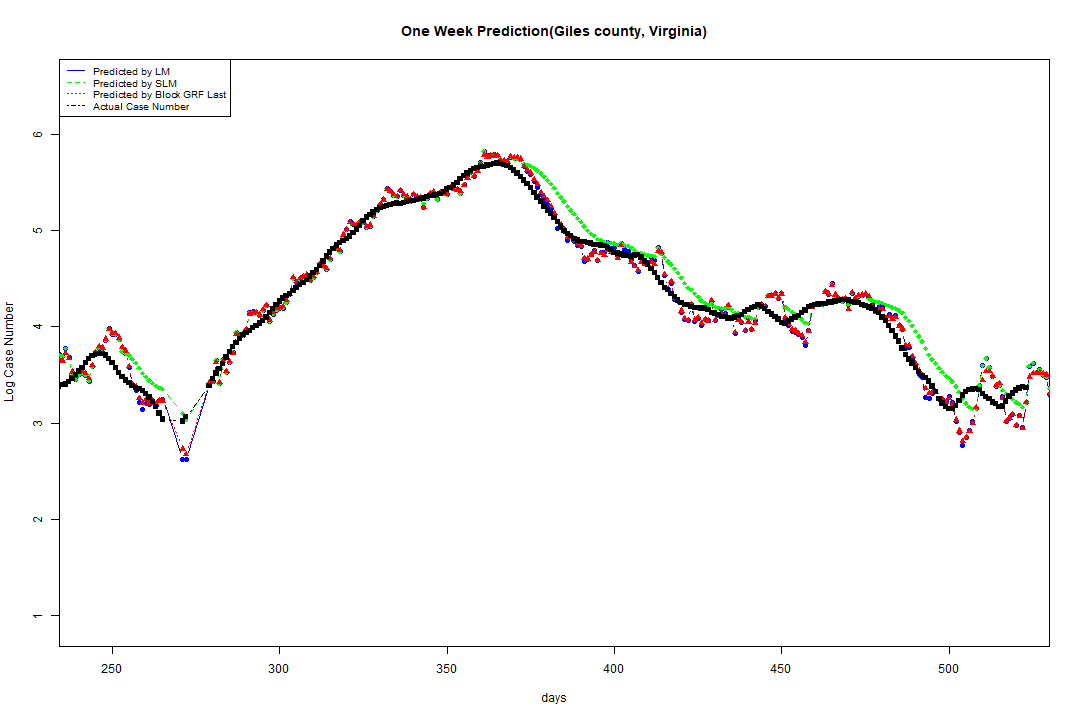 One Week Prediction(Giles county, Virginia)
Predicted by LM
Predicted by SLM
Predicted by Block GRF Last
Actual Case Number
Log Case Number
6
5
4
3
2
1
250 300 350 400 450 500
days